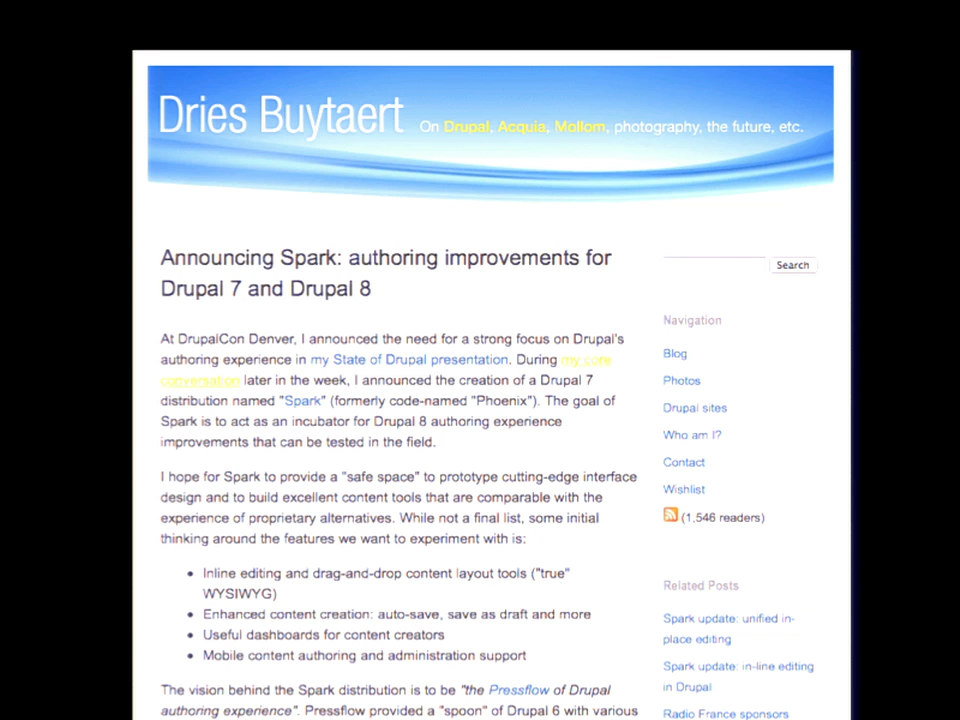 Dries Buytaert On Drupal, Acquia, Mollom, photography, the future, etc.
Announcing Spark: authoring improvements for
Drupal 7 and Drupal 8
At DrupalCon Denver, I announced the need for a strong focus on Drupal's
authoring experience in my State of Drupal presentation. During my core
conversation later in the week, I announced the creation of a Drupal 7
distribution named "Spark" (formerly code-named "Phoenix"). The goal of
Spark is to act as an incubator for Drupal 8 authoring experience
improvements that can be tested in the field.
I hope for Spark to provide a "safe space" to prototype cutting-edge interface
design and to build excellent content tools that are comparable with the
experience of proprietary alternatives. While not a final list, some initial
thinking around the features we want to experiment with is:
• Inline editing and drag-and-drop content layout tools ("true"
WYSIWYG)
• Enhanced content creation: auto-save, save as draft and more
• Useful dashboards for content creators
• Mobile content authoring and administration support
The vision behind the Spark distribution is to be "the Pressflow of Drupal
authoring experience". Pressflow provided a "spoon" of Drupal 6 with various
Search
Navigation
Blog
Photos
Drupal sites
Who am I?
Contact
Wishlist
(1,546 readers)
Related Posts
Spark update: unified in-
place editing
Spark update: in-line editing
in Drupal
Radio France sponsors